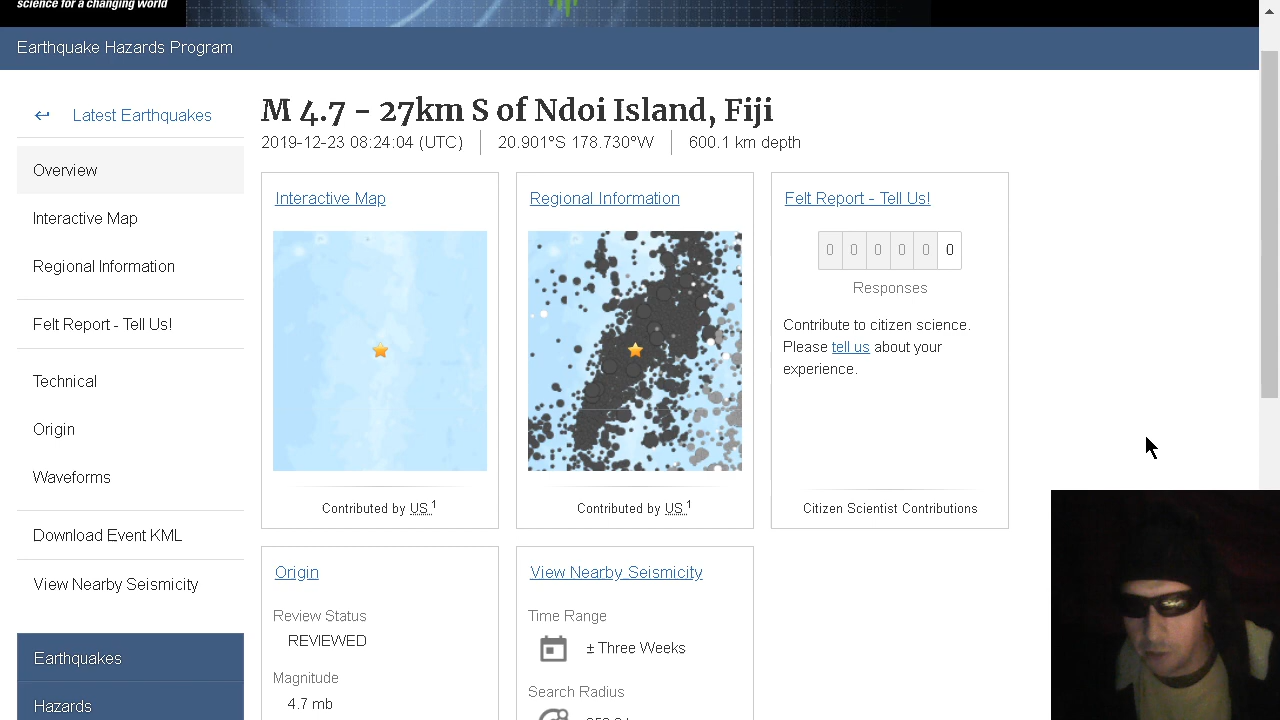 science for a changing world
Earthquake Hazards Program
Latest Earthquakes
Overview
Interactive Map
Regional Information
Felt Report - Tell Us!
Technical
Origin
Waveforms
Download Event KML
View Nearby Seismicity
Earthquakes
Hazards
M 4.7 - 27km S of Ndoi Island, Fiji
2019-12-23 08:24:04 (UTC) 20.901°S 178.730°W 600.1 km depth
Interactive Map
Contributed by US 1
Regional Information
Contributed by US 1
Felt Report - Tell Us!
0 0 0 0 0 0
Responses
Contribute to citizen science.
Please tell us about your
experience.
Citizen Scientist Contributions
Origin
Review Status
REVIEWED
Magnitude
4.7 mb
View Nearby Seismicity
Time Range
± Three Weeks
Search Radius